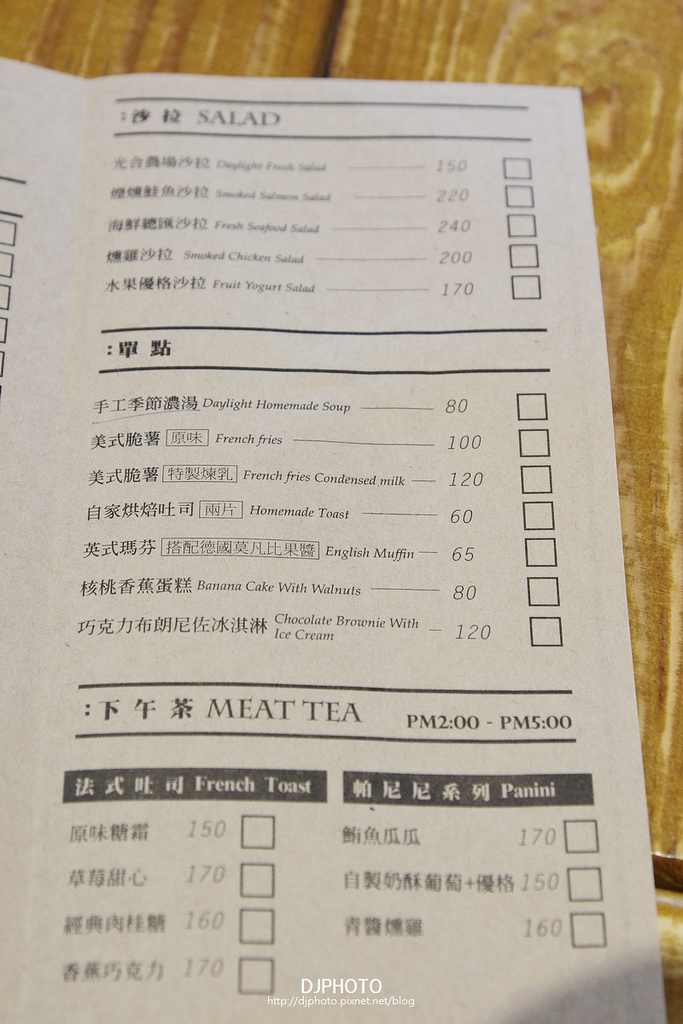 :沙拉 SALAD
光合農場沙拉 Daylight Fresh Salad 150
煙燻鮭魚沙拉 Smoked Salmon Salad 220
海鮮總匯沙拉 Fresh Seafood Salad 240
燻雞沙拉 Smoked Chicken Salad 200
水果優格沙拉 Fruit Yogurt Salad 170
:單點
手工季節濃湯 Daylight Homemade Soup 80
美式脆薯 原味 French fries 100
美式脆薯 特製煉乳 French fries Condensed milk 120
自家烘焙吐司 兩片 Homemade Toast 60
英式瑪芬 搭配德國莫凡比果醬 English Muffin 65
核桃香蕉蛋糕 Banana Cake With Walnuts 80
巧克力布朗尼佐冰淇淋 Chocolate Brownie With
Ice Cream 120
:下午茶 MEAT TEA PM2:00 - PM5:00
法式吐司 French Toast
原味糖霜 150
草莓甜心 170
經典肉桂糖 160
香蕉巧克力 170
帕尼尼系列 Panini
鮪魚瓜瓜 170
自製奶酥葡萄+優格 150
青醬燻雞 160
DJPHOTO
http://djphoto.pixnet.net/blog